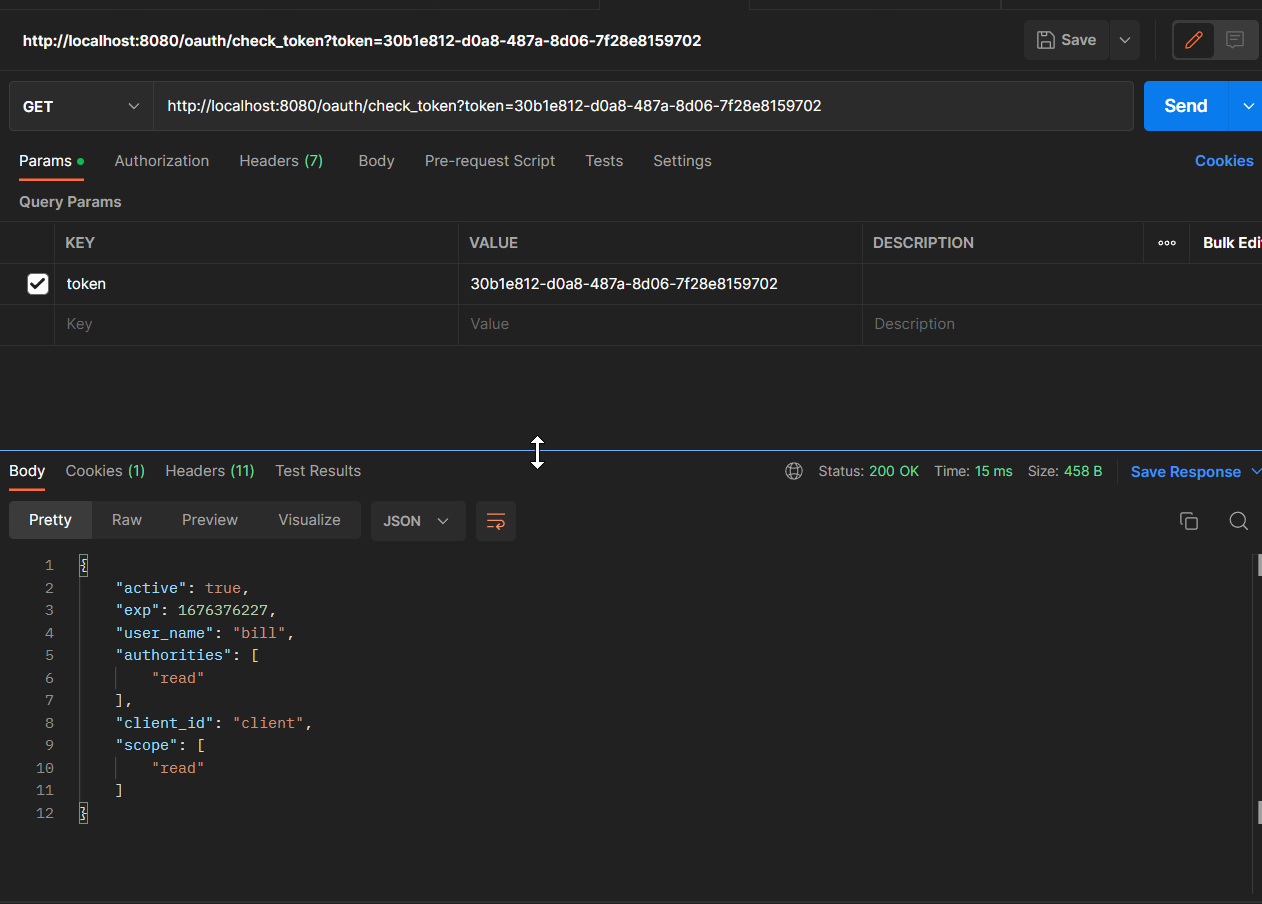 http://localhost:8080/oauth/check_token?token=30b1e812-d0a8-487a-8d06-7f28e8159702 Save
GET http://localhost:8080/oauth/check_token?token=30b1e812-d0a8-487a-8d06-7f28e8159702 Send
Params Authorization Headers (7) Body Pre-request Script Tests Settings Cookies
Query Params
KEY VALUE DESCRIPTION Bulk Edi
token 30b1e812-d0a8-487a-8d06-7f28e8159702
Key Value Description
Body Cookies (1) Headers (11) Test Results Status: 200 OK Time: 15 ms Size: 458 B Save Response
Pretty Raw Preview Visualize JSON
1 {
2 "active": true,
3 "exp": 1676376227,
4 "user_name": "bill",
5 "authorities": [
6 "read"
7 ],
8 "client_id": "client",
9 "scope": [
10 "read"
11 ]
12 }